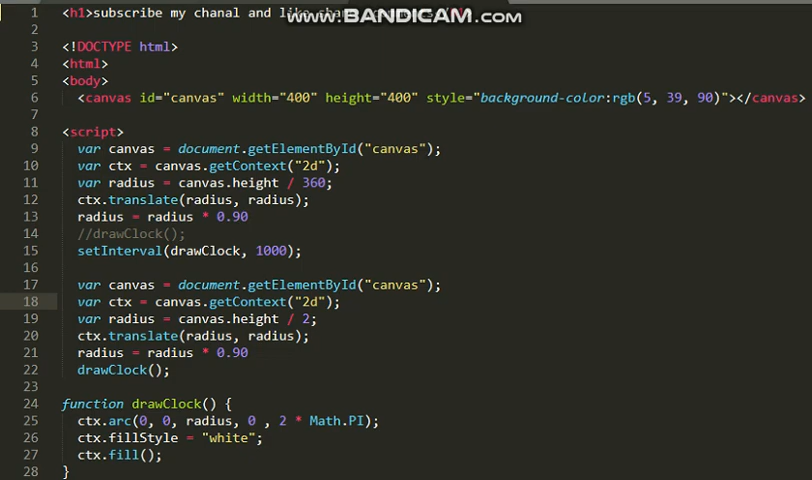 www.BANDICAM.com
1 <h1>subscribe my chanal and like
2
3 <!DOCTYPE html>
4 <html>
5 <body>
6 <canvas id="canvas" width="400" height="400" style="background-color:rgb(5, 39, 90)"></canvas>
7
8 <script>
9 var canvas = document.getElementById("canvas");
10 var ctx = canvas.getContext("2d");
11 var radius = canvas.height / 360;
12 ctx.translate(radius, radius);
13 radius = radius * 0.90
14 //drawClock();
15 setInterval(drawClock, 1000);
16
17 var canvas = document.getElementById("canvas");
18 var ctx = canvas.getContext("2d");
19 var radius = canvas.height / 2;
20 ctx.translate(radius, radius);
21 radius = radius * 0.90
22 drawClock();
23
24 function drawClock() {
25 ctx.arc(0, 0, radius, 0 , 2 * Math.PI);
26 ctx.fillStyle = "white";
27 ctx.fill();
28 }